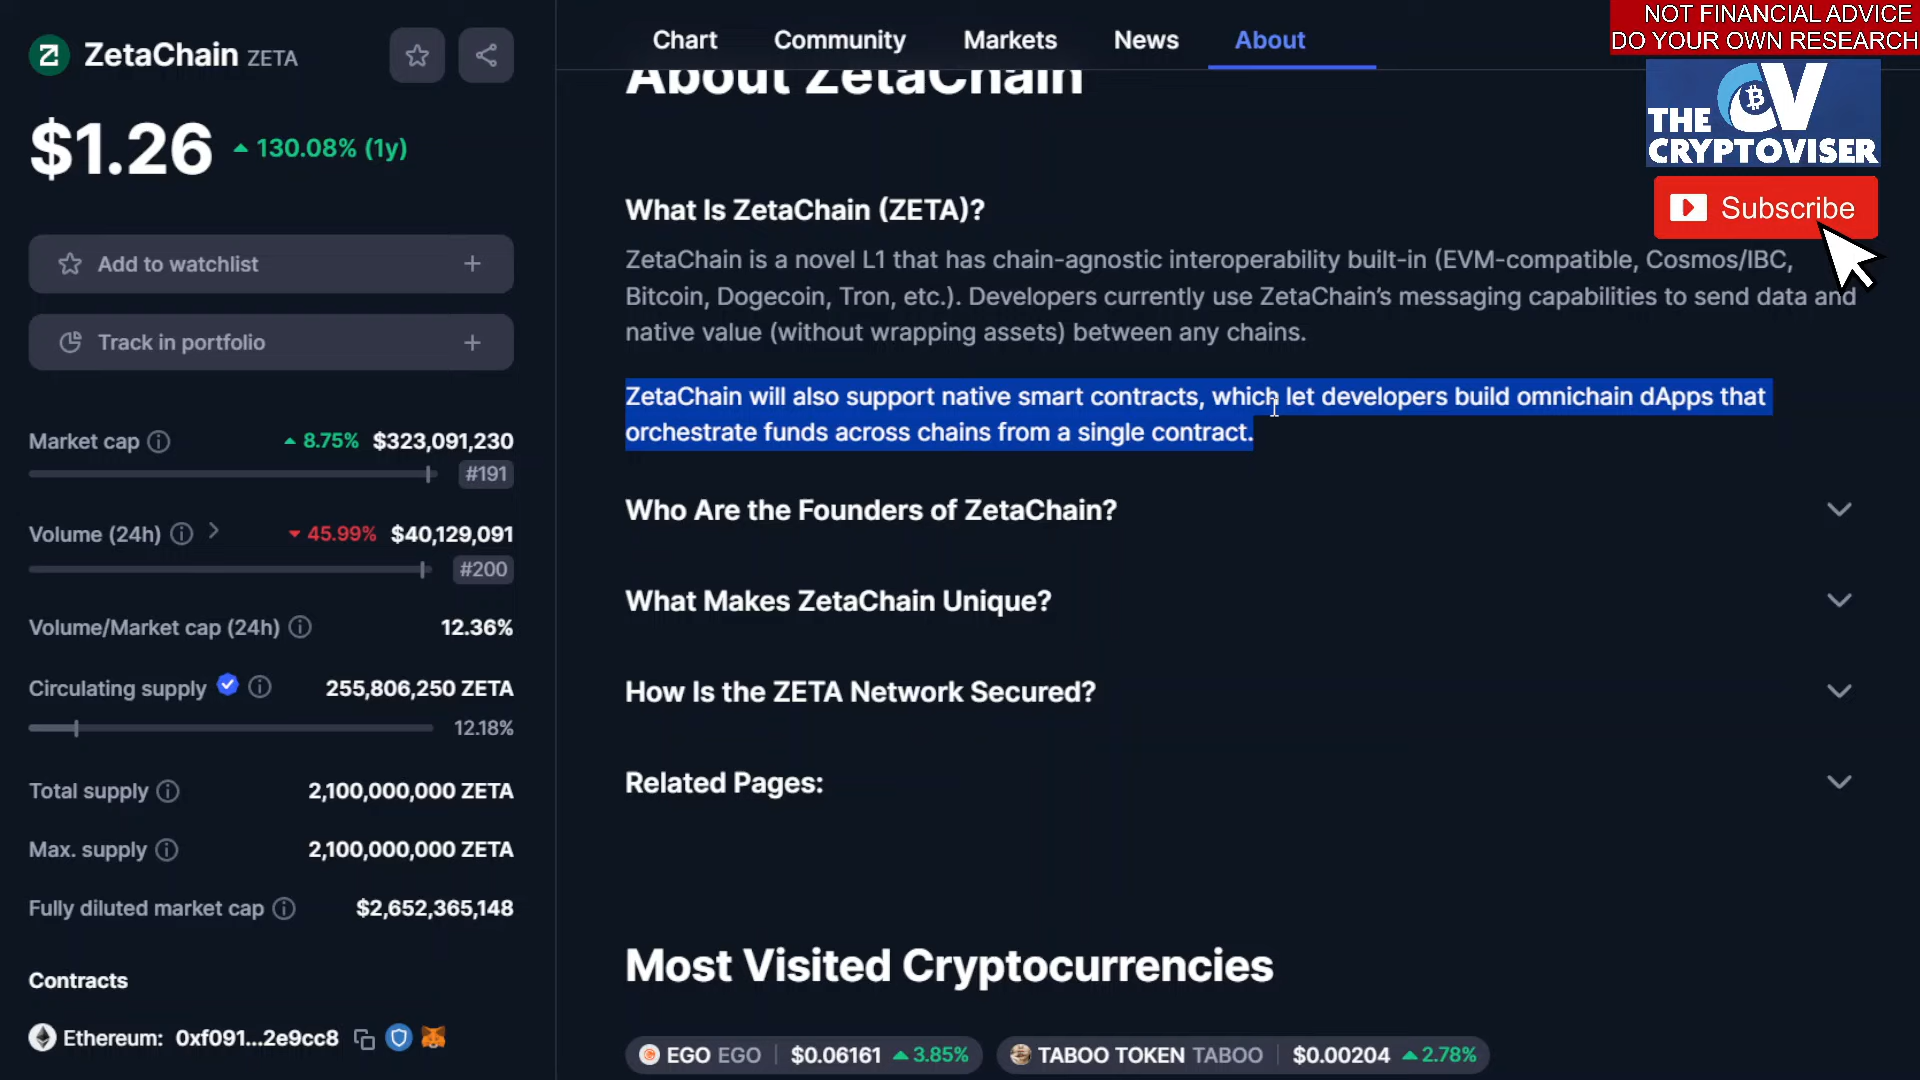 ZetaChain ZETA
$1.26 130.08% (1y)
Add to watchlist
Track in portfolio
Market cap 8.75% $323,091,230
#191
Volume (24h) 45.99% $40,129,091
#200
Volume/Market cap (24h) 12.36%
Circulating supply 255,806,250 ZETA
12.18%
Total supply 2,100,000,000 ZETA
Max. supply 2,100,000,000 ZETA
Fully diluted market cap $2,652,365,148
Contracts
Ethereum: 0xf091...2e9cc8
Chart Community Markets News About
About ZetaChain
What Is ZetaChain (ZETA)?
ZetaChain is a novel L1 that has chain-agnostic interoperability built-in (EVM-compatible, Cosmos/IBC,
Bitcoin, Dogecoin, Tron, etc.). Developers currently use ZetaChain’s messaging capabilities to send data and
native value (without wrapping assets) between any chains.
ZetaChain will also support native smart contracts, which let developers build omnichain dApps that
orchestrate funds across chains from a single contract.
Who Are the Founders of ZetaChain?
What Makes ZetaChain Unique?
How Is the ZETA Network Secured?
Related Pages:
Most Visited Cryptocurrencies
EGO EGO $0.06161 3.85% TABOO TOKEN TABOO $0.00204 2.78%
NOT FINANCIAL ADVICE
DO YOUR OWN RESEARCH
THE CV
CRYPTOVISER
Subscribe